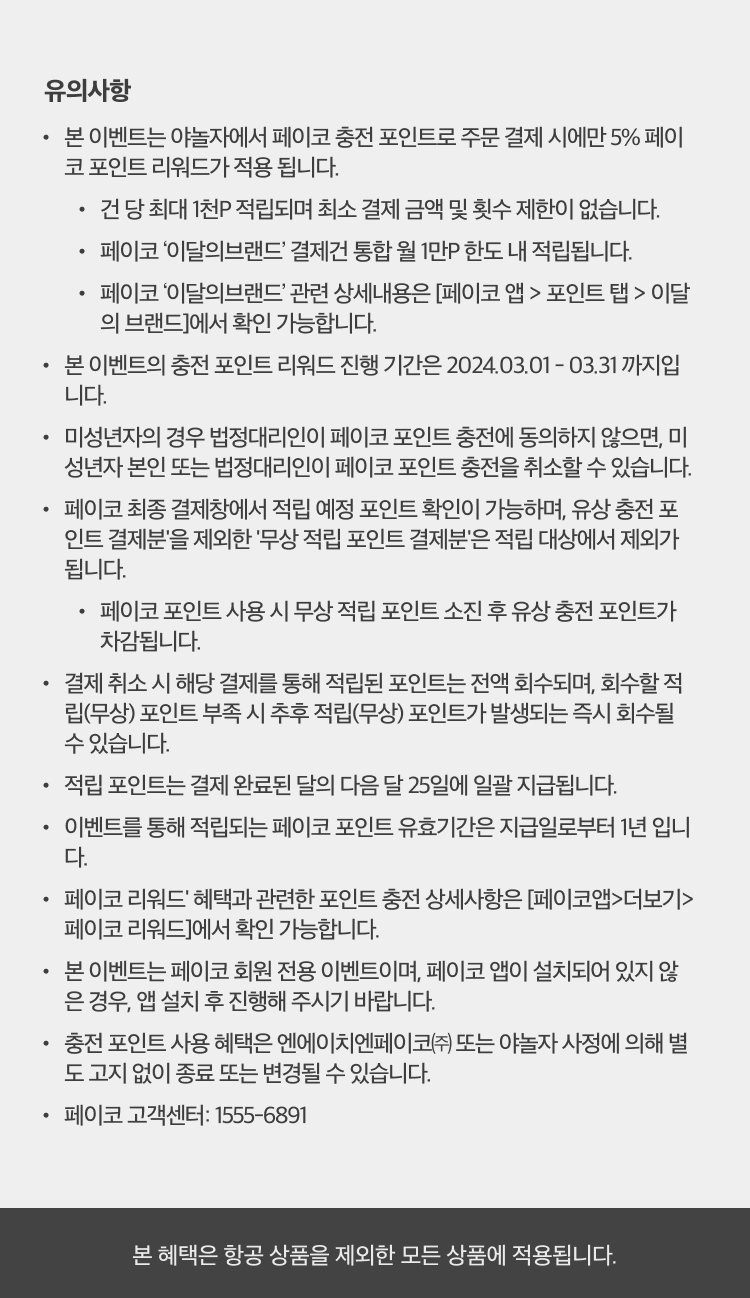 유의사항
• 본 이벤트는 야놀자에서 페이코 충전 포인트로 주문 결제 시에만 5% 페이
코 포인트 리워드가 적용 됩니다.
• 건 당 최대 1천P 적립되며 최소 결제 금액 및 횟수 제한이 없습니다.
• 페이코 ‘이달의브랜드’ 결제건 통합 월 1만P 한도 내 적립됩니다.
• 페이코 ‘이달의브랜드’ 관련 상세내용은 [페이코 앱 > 포인트 탭 > 이달
의 브랜드]에서 확인 가능합니다.
• 본 이벤트의 충전 포인트 리워드 진행 기간은 2024.03.01 - 03.31 까지입
니다.
• 미성년자의 경우 법정대리인이 페이코 포인트 충전에 동의하지 않으면, 미
성년자 본인 또는 법정대리인이 페이코 포인트 충전을 취소할 수 있습니다.
• 페이코 최종 결제창에서 적립 예정 포인트 확인이 가능하며, 유상 충전 포
인트 결제분'을 제외한 '무상 적립 포인트 결제분'은 적립 대상에서 제외가
됩니다.
• 페이코 포인트 사용 시 무상 적립 포인트 소진 후 유상 충전 포인트가
차감됩니다.
• 결제 취소 시 해당 결제를 통해 적립된 포인트는 전액 회수되며, 회수할 적
립(무상) 포인트 부족 시 추후 적립(무상) 포인트가 발생되는 즉시 회수될
수 있습니다.
• 적립 포인트는 결제 완료된 달의 다음 달 25일에 일괄 지급됩니다.
• 이벤트를 통해 적립되는 페이코 포인트 유효기간은 지급일로부터 1년 입니
다.
• 페이코 리워드' 혜택과 관련한 포인트 충전 상세사항은 [페이코앱>더보기>
페이코 리워드]에서 확인 가능합니다.
• 본 이벤트는 페이코 회원 전용 이벤트이며, 페이코 앱이 설치되어 있지 않
은 경우, 앱 설치 후 진행해 주시기 바랍니다.
• 충전 포인트 사용 혜택은 엔에이치엔페이코㈜ 또는 야놀자 사정에 의해 별
도 고지 없이 종료 또는 변경될 수 있습니다.
• 페이코 고객센터: 1555-6891
본 혜택은 항공 상품을 제외한 모든 상품에 적용됩니다.